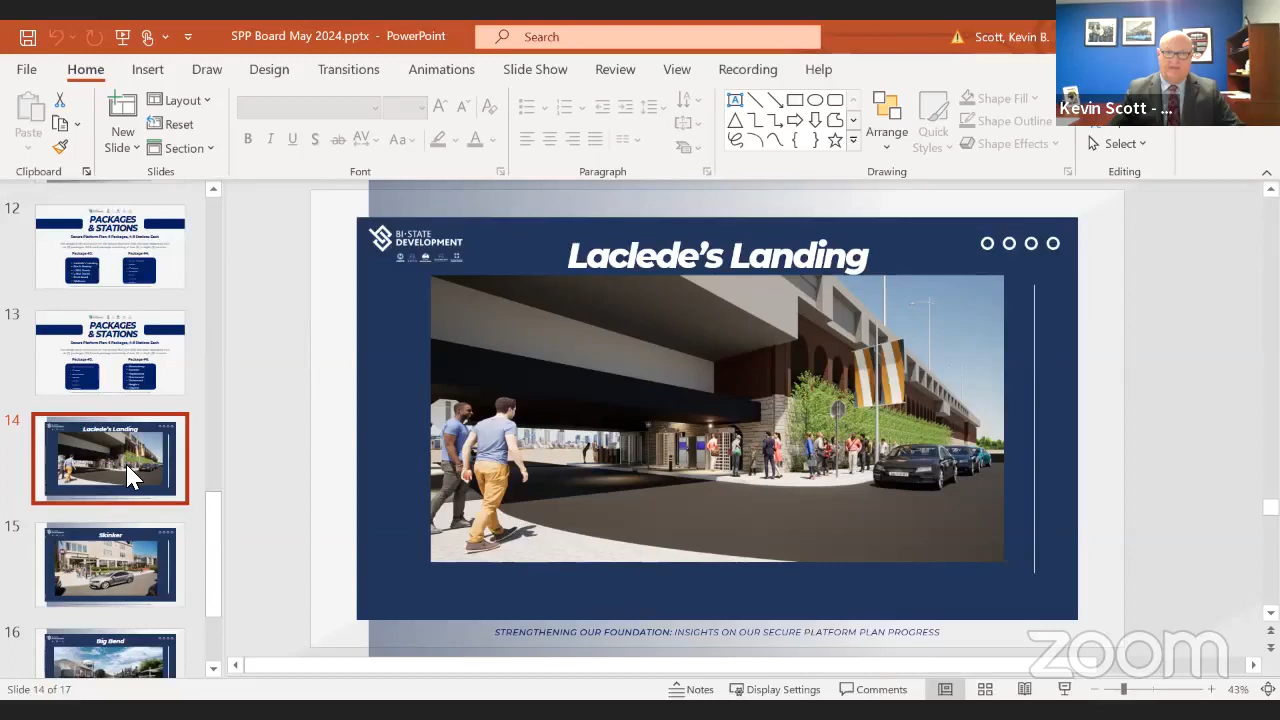 SPP Board May 2024.pptx - PowerPoint
Search
Scott, Kevin B.
Kevin Scott - ...
File Home Insert Draw Design Transitions Animations Slide Show Review View Recording Help
Paste
New Slide
Layout
Reset
Section
B I U S ab AV Aa A
Arrange
Quick Styles
Shape Fill
Shape Outline
Shape Effects
Select
Clipboard Slides Font Paragraph Drawing Editing
12
PACKAGES & STATIONS
13
PACKAGES & STATIONS
14
Laclede's Landing
15
Skinker
16
Big Bend
BI-STATE
DEVELOPMENT
Laclede's Landing
STRENGTHENING OUR FOUNDATION: INSIGHTS ON OUR SECURE PLATFORM PLAN PROGRESS
zoom
Slide 14 of 17
Notes
Display Settings
Comments
43%